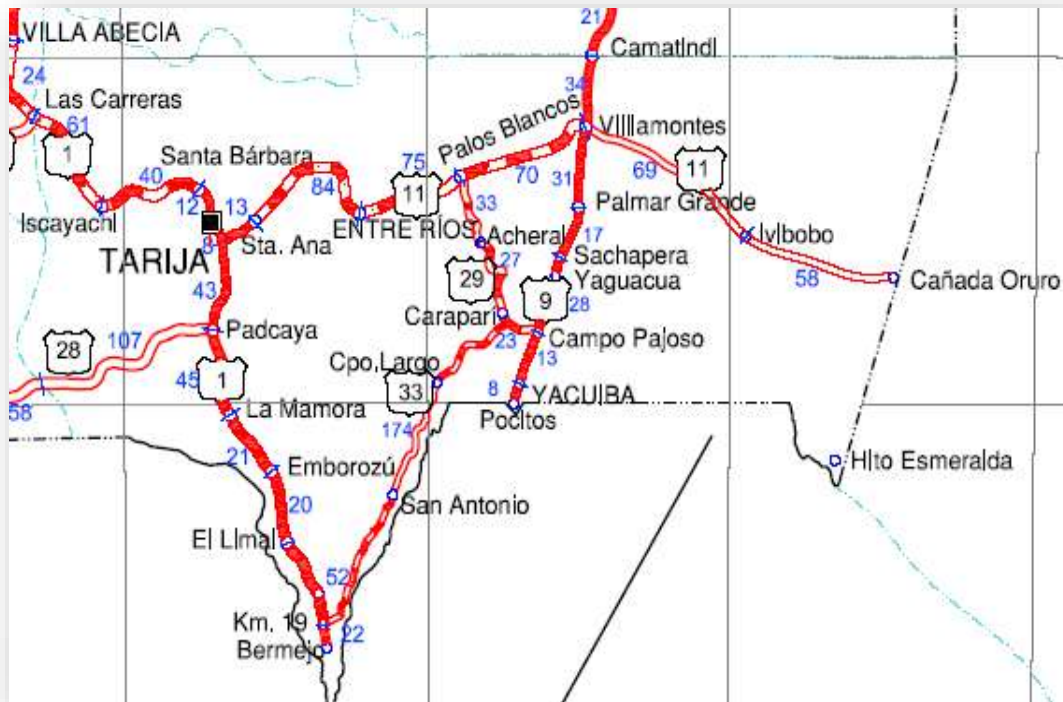 21
VILLA ABECIA
CamatIndI
24
34
Las Carreras
61
Palos Blancos
VIllamontes
1
Santa Bárbara
75
40
84
70
69
11
12
13
11
33
31
Palmar Grande
IscayachI
ENTRE RÍOS
Acheral
IvIbobo
8
Sta. Ana
17
TARIJA
27
Sachapera
43
29
Yaguacua
58
Cañada Oruro
9
28
Caraparí
Padcaya
107
28
23
Campo Pajoso
Cpo.Largo
13
45
1
33
8
YACUIBA
58
La Mamora
PocItos
174
21
Emborozú
HIto Esmeralda
20
San Antonio
El LImal
52
Km. 19
22
Bermejo